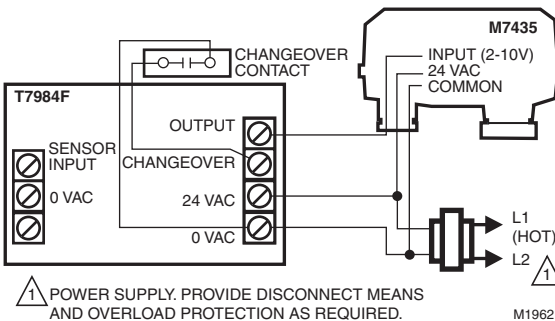 M7435
CHANGEOVER
CONTACT
INPUT (2-10V)
24 VAC
COMMON
T7984F
OUTPUT
SENSOR
INPUT
CHANGEOVER
0 VAC
24 VAC
0 VAC
L1
(HOT)
L2
1
1 POWER SUPPLY. PROVIDE DISCONNECT MEANS
AND OVERLOAD PROTECTION AS REQUIRED.
M1962